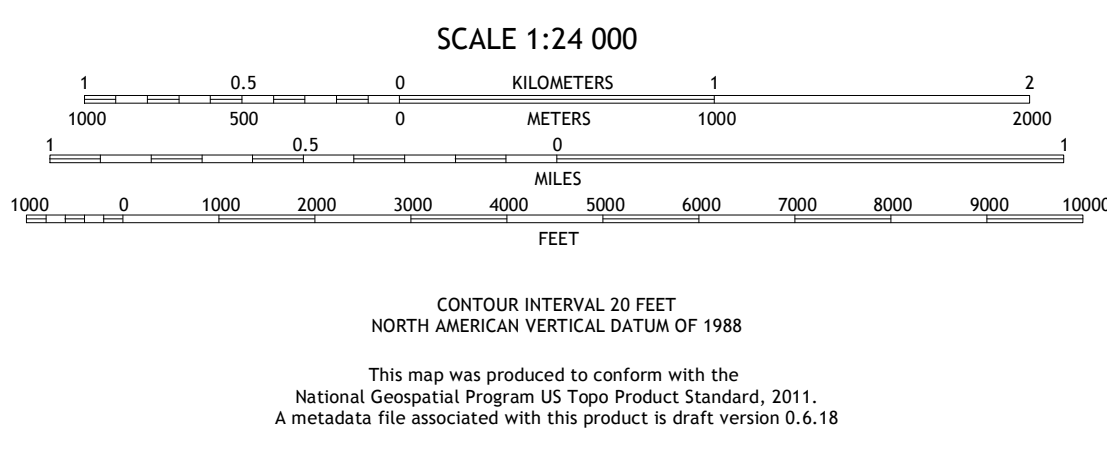 SCALE 1:24 000
1 0.5 0 KILOMETERS 1 2
1000 500 0 METERS 1000 2000
1 0.5 0 1
MILES
1000 0 1000 2000 3000 4000 5000 6000 7000 8000 9000 10000
FEET
CONTOUR INTERVAL 20 FEET
NORTH AMERICAN VERTICAL DATUM OF 1988
This map was produced to conform with the
National Geospatial Program US Topo Product Standard, 2011.
A metadata file associated with this product is draft version 0.6.18